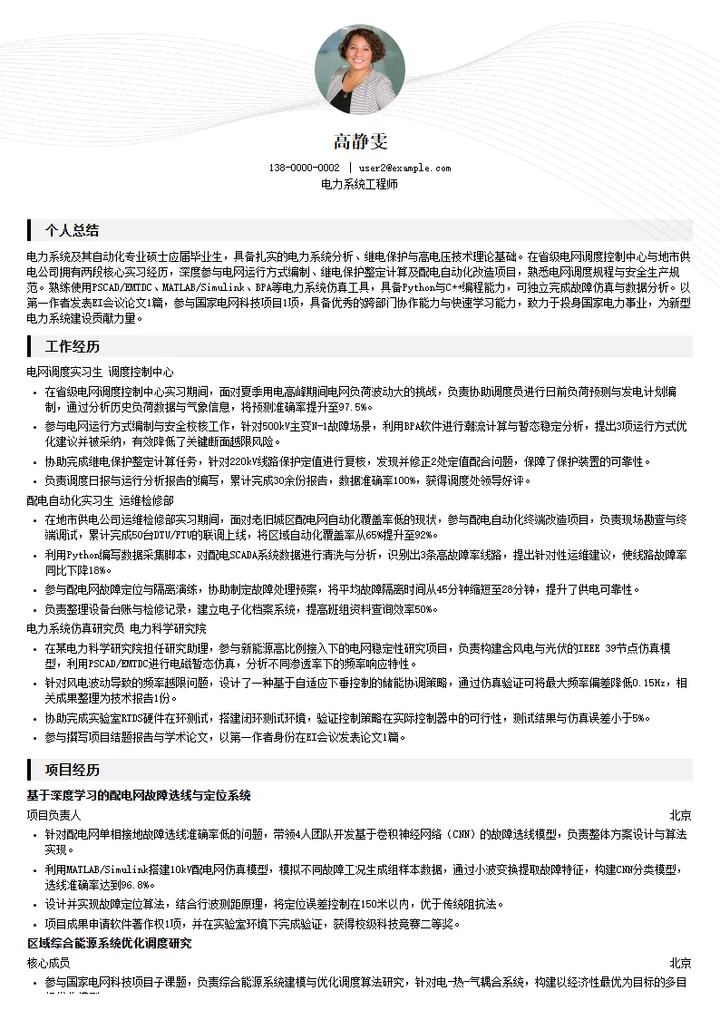 高静雯
138-0000-0002 | user2@example.com
电力系统工程师
个人总结
电力系统及其自动化专业硕士应届毕业生，具备扎实的电力系统分析、继电保护与高电压技术理论基础。在省级电网调度控制中心与地市供
电公司拥有两段核心实习经历，深度参与电网运行方式编制、继电保护整定计算及配电自动化改造项目，熟悉电网调度规程与安全生产规
范。熟练使用PSCAD/EMTDC、MATLAB/Simulink、BPA等电力系统仿真工具，具备Python与C++编程能力，可独立完成故障仿真与数据分析。以
第一作者发表EI会议论文1篇，参与国家电网科技项目1项，具备优秀的跨部门协作能力与快速学习能力，致力于投身国家电力事业，为新型
电力系统建设贡献力量。
工作经历
电网调度实习生 调度控制中心
• 在省级电网调度控制中心实习期间，面对夏季用电高峰期间电网负荷波动大的挑战，负责协助调度员进行日前负荷预测与发电计划编
制，通过分析历史负荷数据与气象信息，将预测准确率提升至97.5%。
• 参与电网运行方式编制与安全校核工作，针对500kV主变N-1故障场景，利用BPA软件进行潮流计算与暂态稳定分析，提出3项运行方式优
化建议并被采纳，有效降低了关键断面越限风险。
• 协助完成继电保护整定计算任务，针对220kV线路保护定值进行复核，发现并修正2处定值配合问题，保障了保护装置的可靠性。
• 负责调度日报与运行分析报告的编写，累计完成30余份报告，数据准确率100%，获得调度处领导好评。
配电自动化实习生 运维检修部
• 在地市供电公司运维检修部实习期间，面对老旧城区配电网自动化覆盖率低的现状，参与配电自动化终端改造项目，负责现场勘查与终
端调试，累计完成50台DTU/FTU的联调上线，将区域自动化覆盖率从65%提升至92%。
• 利用Python编写数据采集脚本，对配电SCADA系统数据进行清洗与分析，识别出3条高故障率线路，提出针对性运维建议，使线路故障率
同比下降18%。
• 参与配电网故障定位与隔离演练，协助制定故障处理预案，将平均故障隔离时间从45分钟缩短至28分钟，提升了供电可靠性。
• 负责整理设备台账与检修记录，建立电子化档案系统，提高班组资料查询效率50%。
电力系统仿真研究员 电力科学研究院
• 在某电力科学研究院担任研究助理，参与新能源高比例接入下的电网稳定性研究项目，负责构建含风电与光伏的IEEE 39节点仿真模
型，利用PSCAD/EMTDC进行电磁暂态仿真，分析不同渗透率下的频率响应特性。
• 针对风电波动导致的频率越限问题，设计了一种基于自适应下垂控制的储能协调策略，通过仿真验证可将最大频率偏差降低0.15Hz，相
关成果整理为技术报告1份。
• 协助完成实验室RTDS硬件在环测试，搭建闭环测试环境，验证控制策略在实际控制器中的可行性，测试结果与仿真误差小于5%。
• 参与撰写项目结题报告与学术论文，以第一作者身份在EI会议发表论文1篇。
项目经历
基于深度学习的配电网故障选线与定位系统
项目负责人 北京
• 针对配电网单相接地故障选线准确率低的问题，带领4人团队开发基于卷积神经网络（CNN）的故障选线模型，负责整体方案设计与算法
实现。
• 利用MATLAB/Simulink搭建10kV配电网仿真模型，模拟不同故障工况生成组样本数据，通过小波变换提取故障特征，构建CNN分类模型，
选线准确率达到96.8%。
• 设计并实现故障定位算法，结合行波测距原理，将定位误差控制在150米以内，优于传统阻抗法。
• 项目成果申请软件著作权1项，并在实验室环境下完成验证，获得校级科技竞赛二等奖。
区域综合能源系统优化调度研究
核心成员 北京
• 参与国家电网科技项目子课题，负责综合能源系统建模与优化调度算法研究，针对电-热-气耦合系统，构建以经济性最优为目标的多目